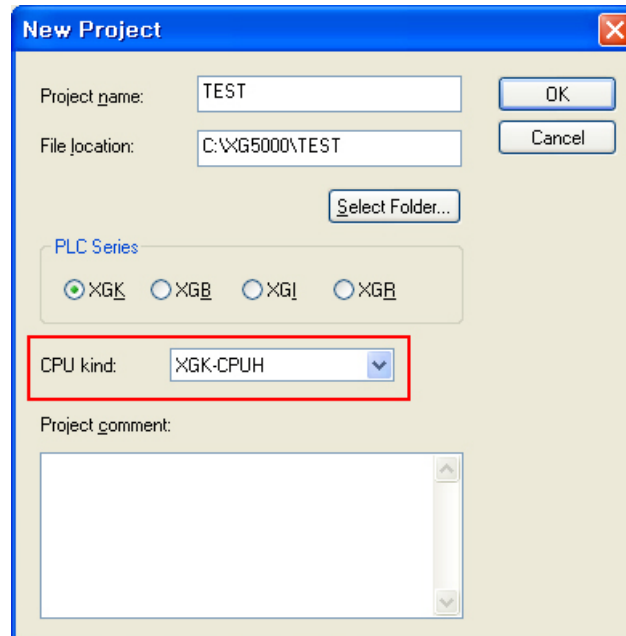 New Project
Project name:
TEST
OK
File location:
C:\XG5000\TEST
Cancel
Select Folder...
PLC Series
XGK
XGB
XGI
XGR
CPU kind:
XGK-CPUH
Project comment: